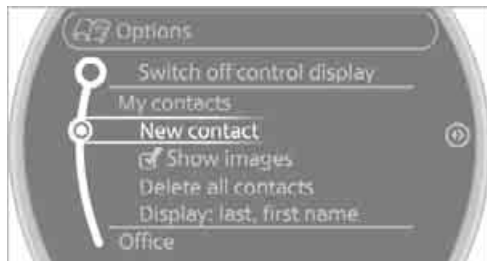 Options
Switch off control display
My contacts
New contact
Show images
Delete all contacts
Display: last, first name
Office